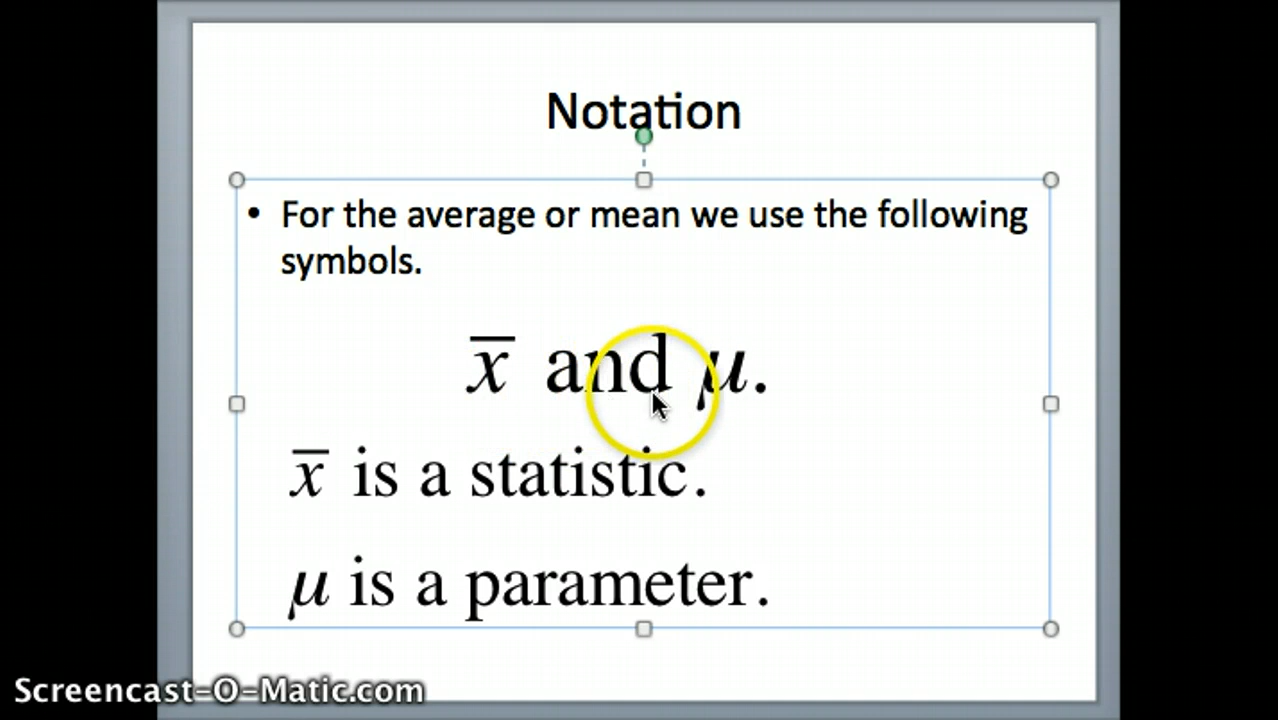 Notation
• For the average or mean we use the following
symbols.
x̅ and μ.
x̅ is a statistic.
μ is a parameter.
Screencast-O-Matic.com